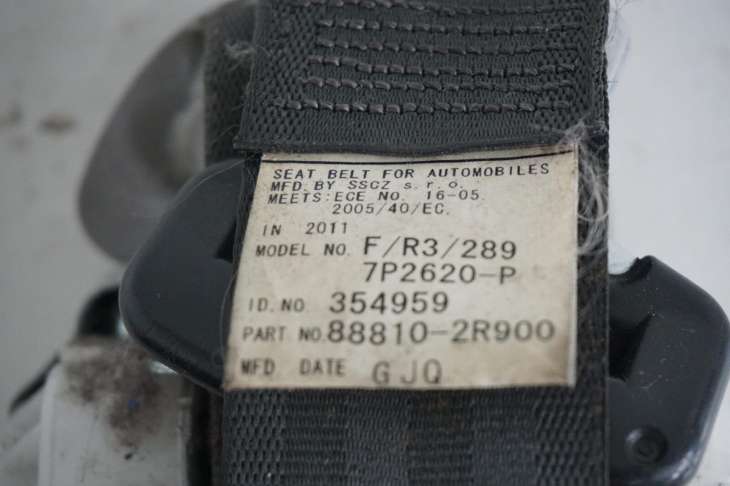 SEAT BELT FOR AUTOMOBILES
MFD. BY SSCZ s. r. o.
MEETS: ECE No. 16-05.
2005/40/EC.
IN 2011
MODEL NO. F/R3/289
7P2620-P
ID. NO. 354959
PART NO. 88810-2R900
MFD DATE GJQ